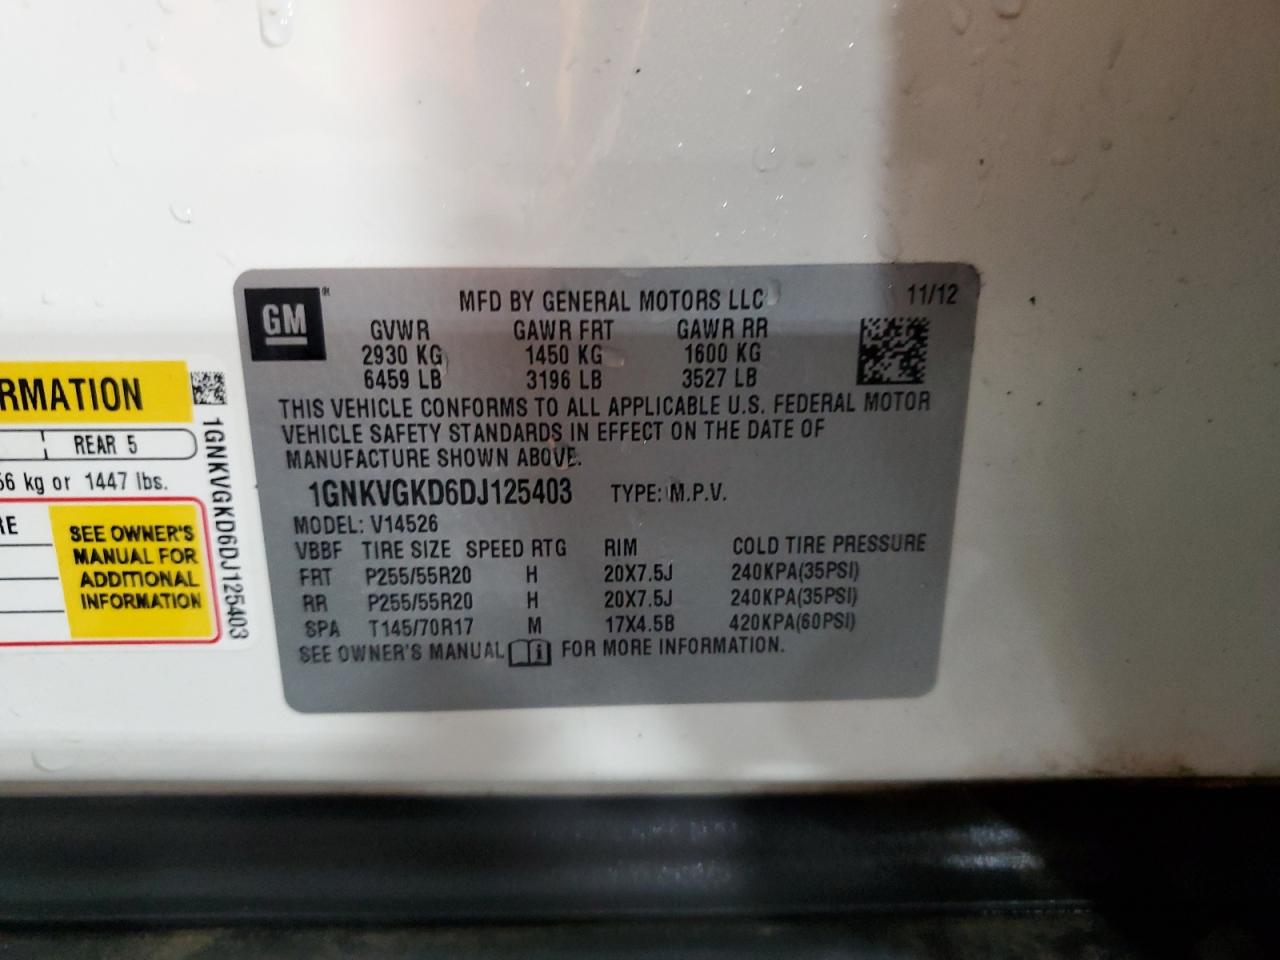 GM®
MFD BY GENERAL MOTORS LLC 11/12
GVWR GAWR FRT GAWR RR
2930 KG 1450 KG 1600 KG
6459 LB 3196 LB 3527 LB
THIS VEHICLE CONFORMS TO ALL APPLICABLE U.S. FEDERAL MOTOR
VEHICLE SAFETY STANDARDS IN EFFECT ON THE DATE OF
MANUFACTURE SHOWN ABOVE.
1GNKVGKD6DJ125403 TYPE: M.P.V.
MODEL: V14526
VBBF TIRE SIZE SPEED RTG RIM COLD TIRE PRESSURE
FRT P255/55R20 H 20X7.5J 240KPA(35PSI)
RR P255/55R20 H 20X7.5J 240KPA(35PSI)
SPA T145/70R17 M 17X4.5B 420KPA(60PSI)
SEE OWNER'S MANUAL i FOR MORE INFORMATION.
RMATION
REAR 5
56 kg or 1447 lbs.
RE
SEE OWNER'S
MANUAL FOR
ADDITIONAL
INFORMATION
1GNKVGKD6DJ125403